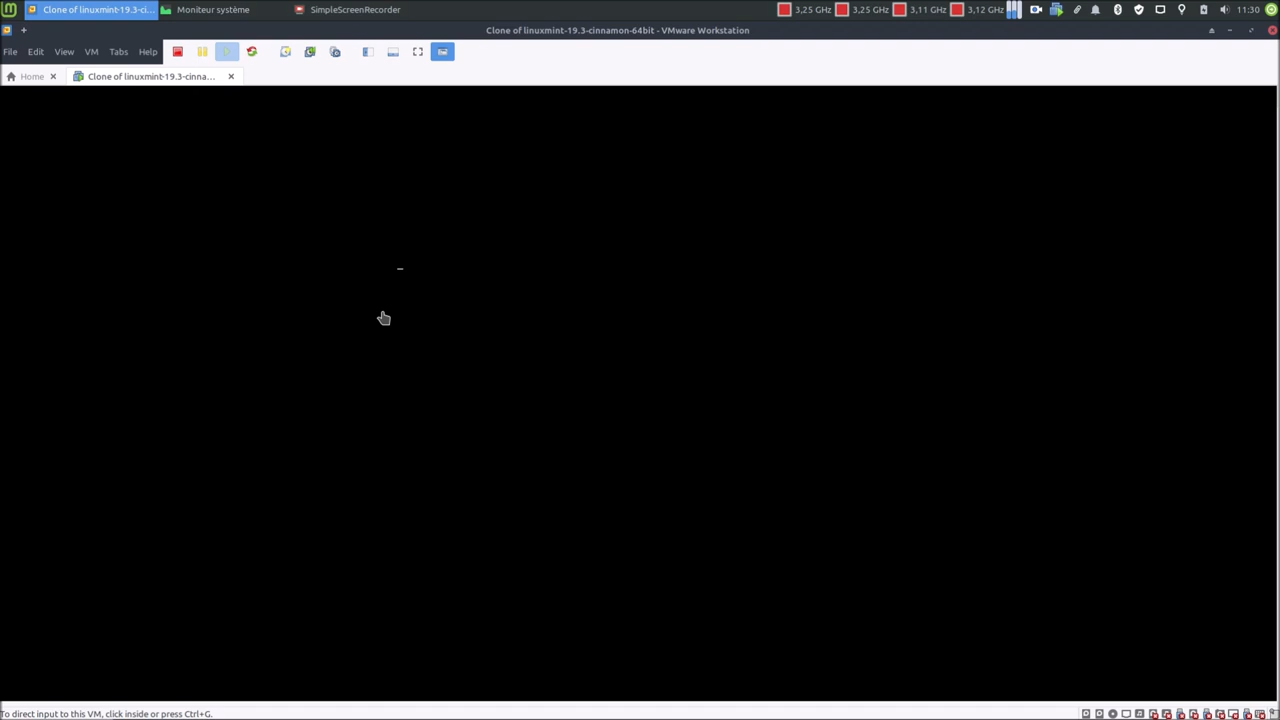 Clone of linuxmint-19.3-ci... Moniteur système SimpleScreenRecorder 3,25 GHz 3,25 GHz 3,11 GHz 3,12 GHz 11:30
Clone of linuxmint-19.3-cinnamon-64bit - VMware Workstation
File Edit View VM Tabs Help
Home Clone of linuxmint-19.3-cinna...
To direct input to this VM, click inside or press Ctrl+G.